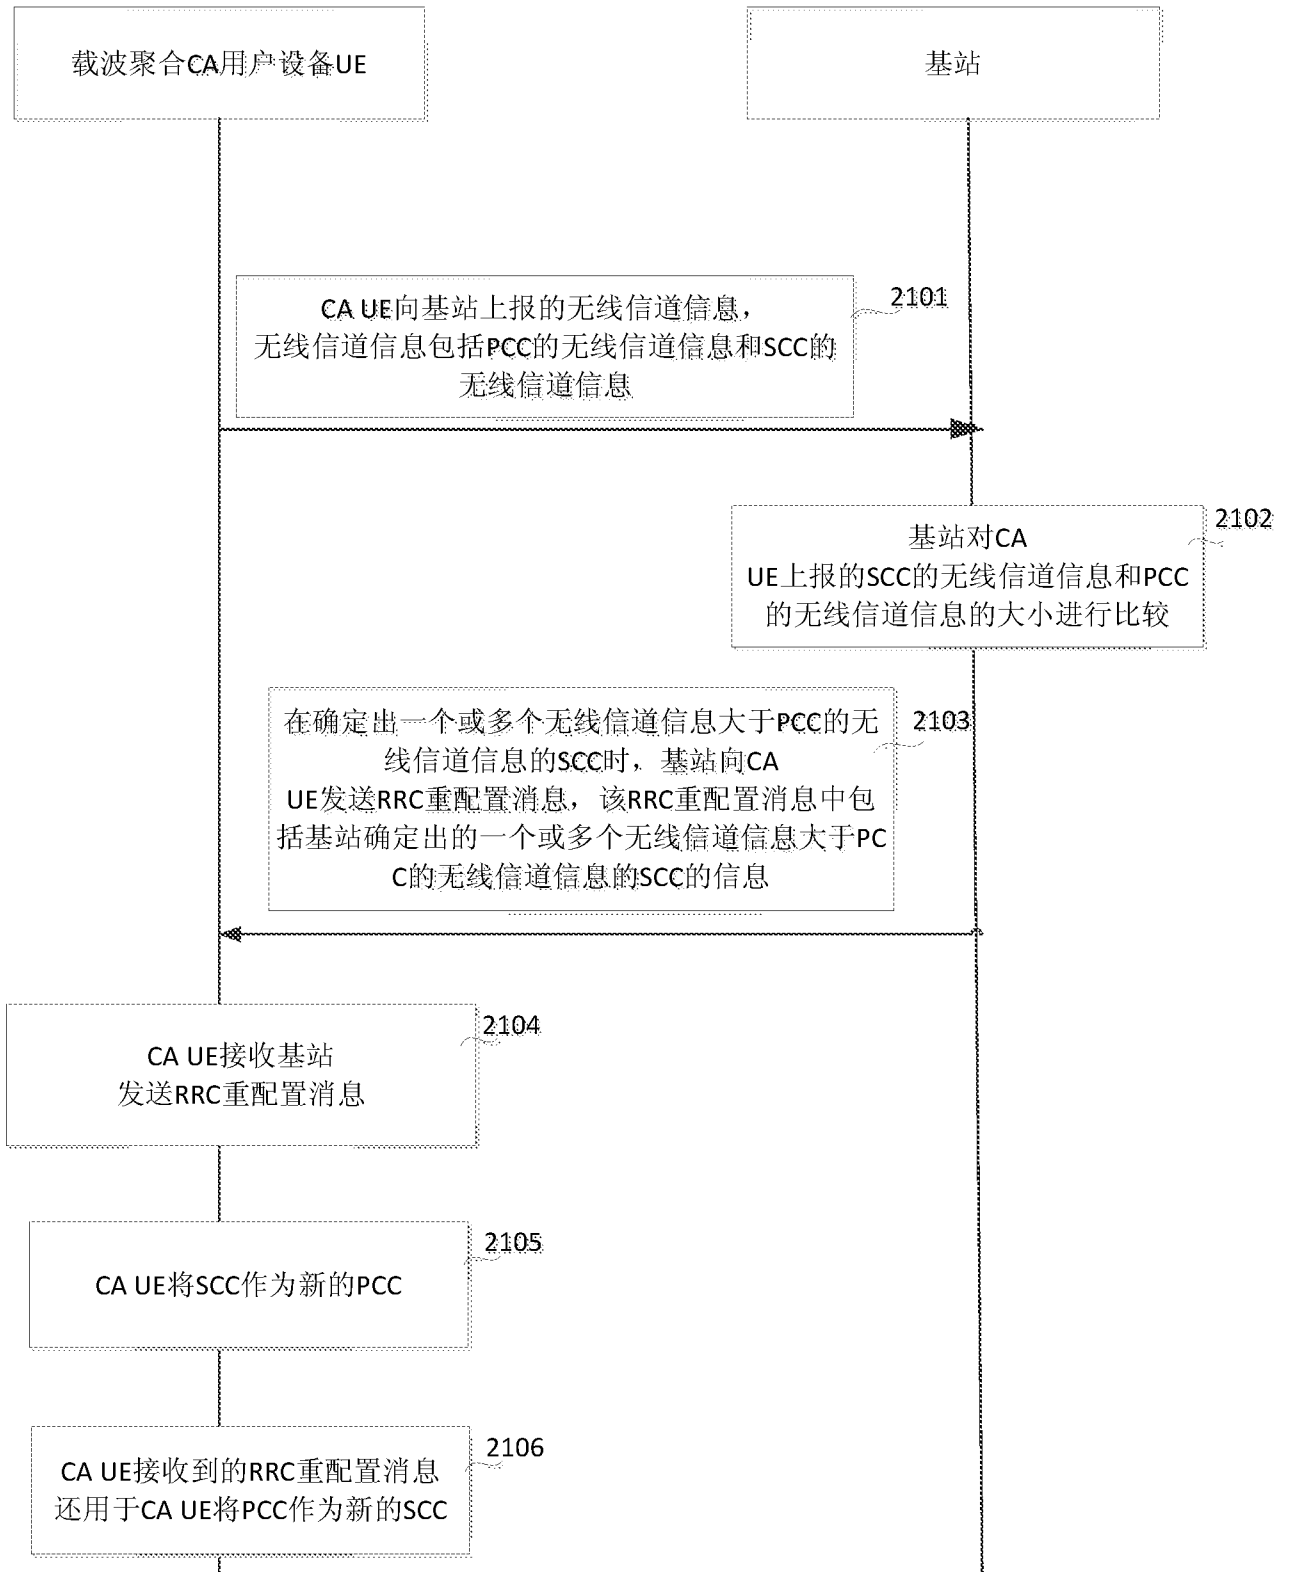 载波聚合CA用户设备UE
基站
2101
CA UE向基站上报的无线信道信息，
无线信道信息包括PCC的无线信道信息和SCC的
无线信道信息
2102
基站对CA
UE上报的SCC的无线信道信息和PCC
的无线信道信息的大小进行比较
2103
在确定出一个或多个无线信道信息大于PCC的无
线信道信息的SCC时，基站向CA
UE发送RRC重配置消息，该RRC重配置消息中包
括基站确定出的一个或多个无线信道信息大于PC
C的无线信道信息的SCC的信息
2104
CA UE接收基站
发送RRC重配置消息
2105
CA UE将SCC作为新的PCC
2106
CA UE接收到的RRC重配置消息
还用于CA UE将PCC作为新的SCC